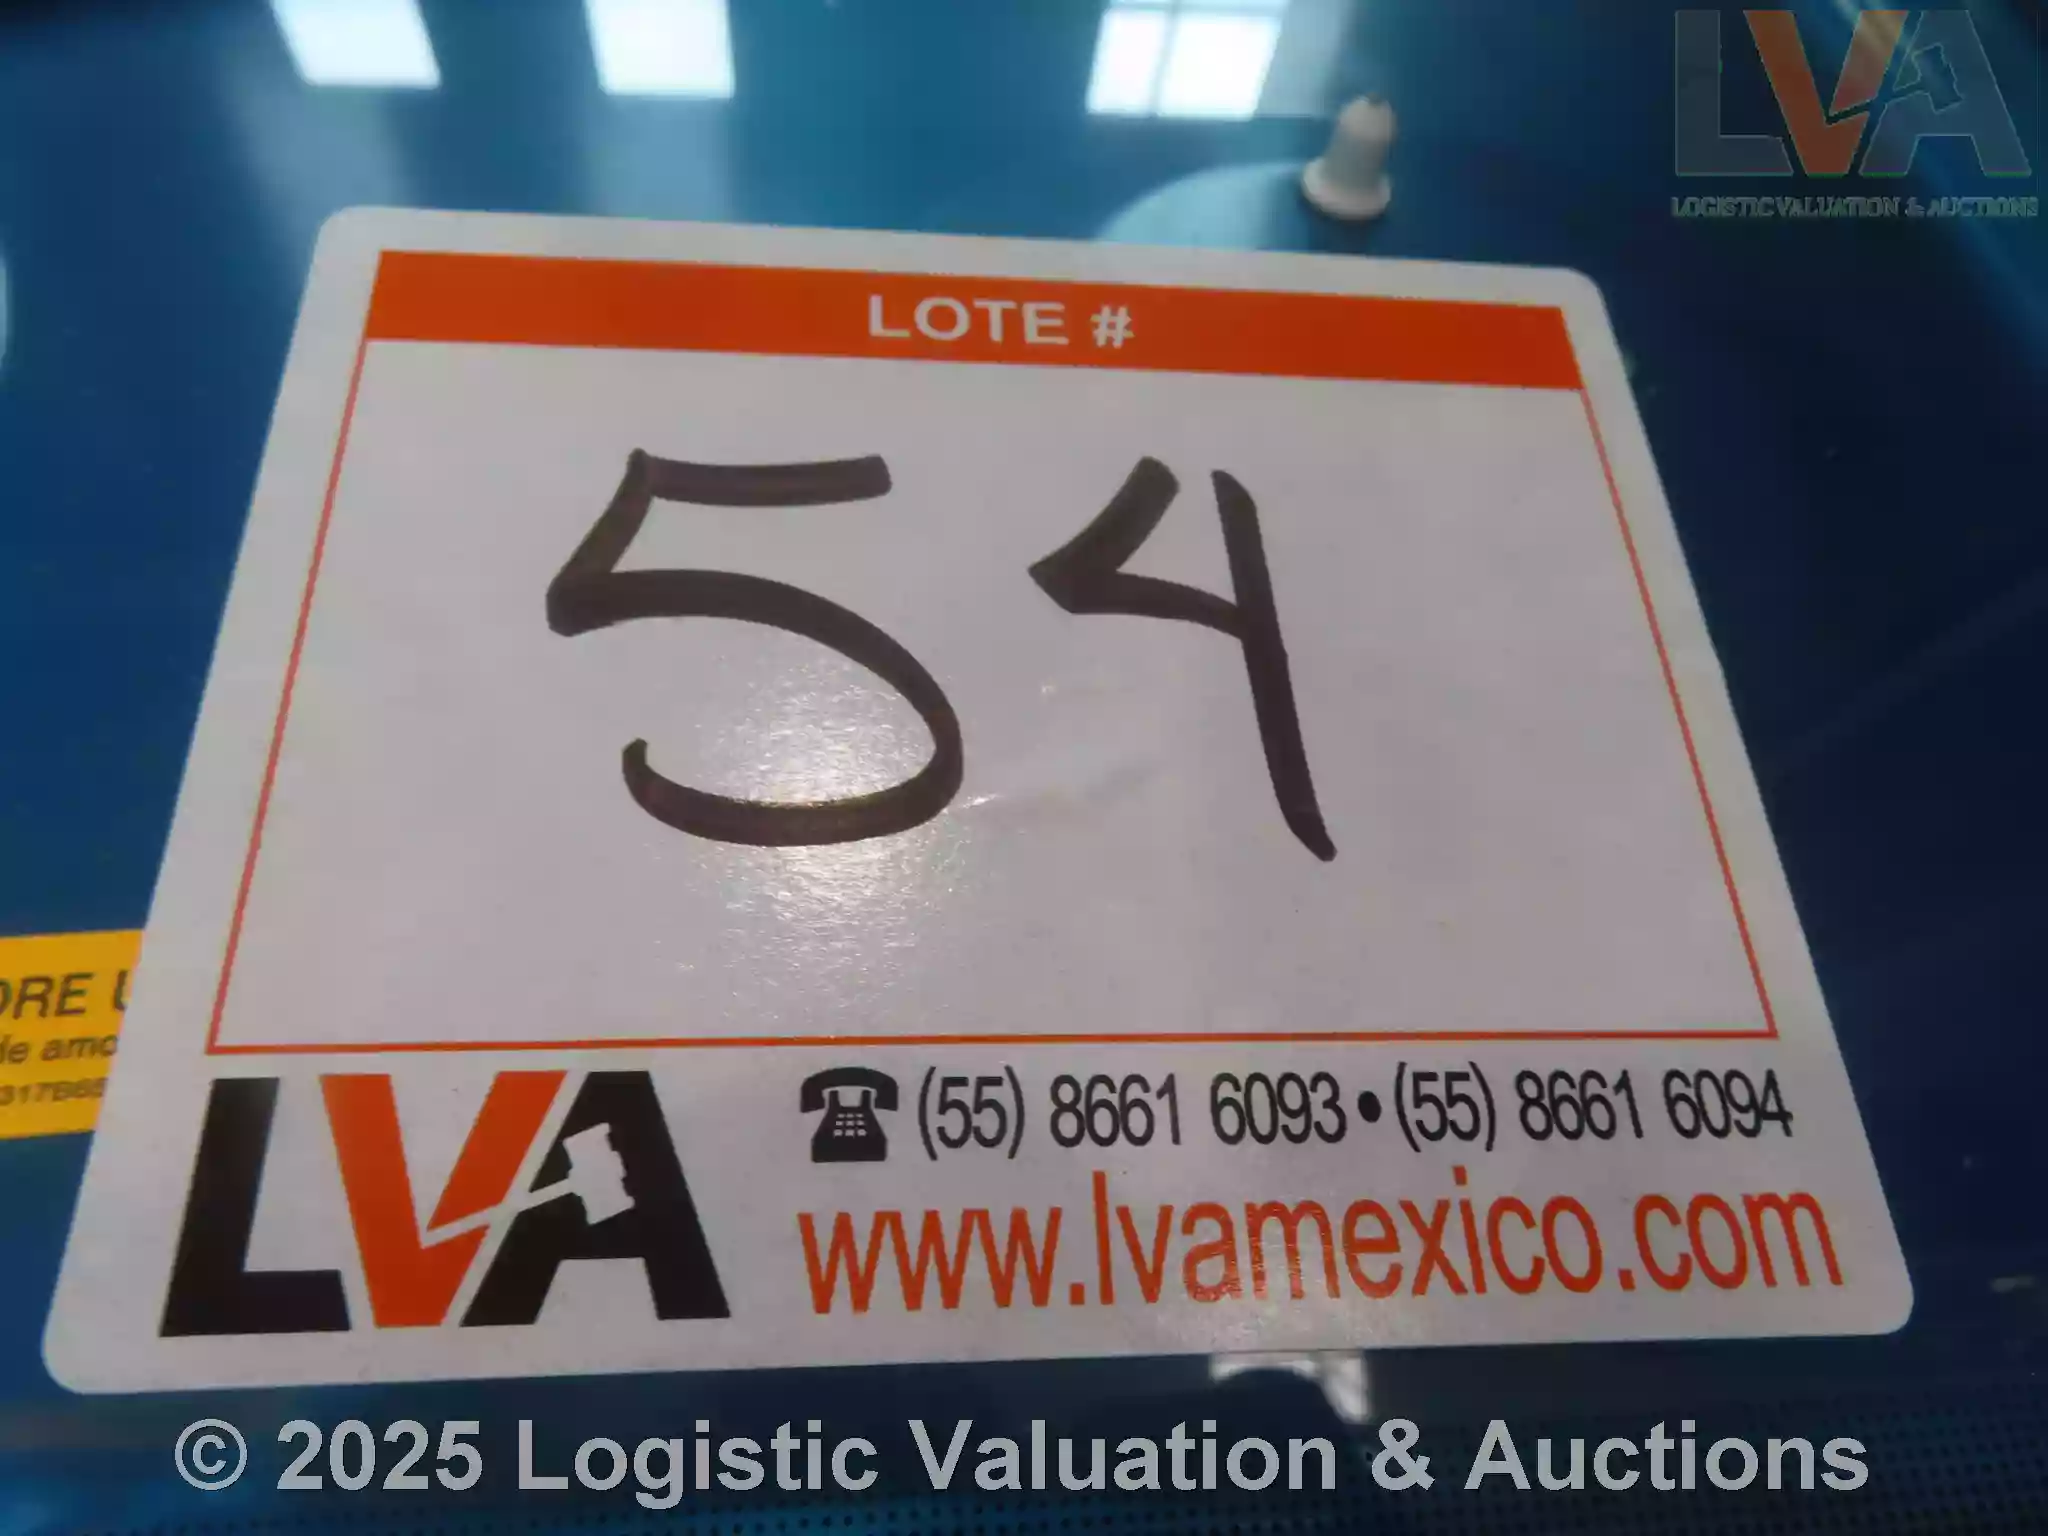 LVA
LOGISTIC VALUATION & AUCTIONS
LOTE #
54
(55) 8661 6093 • (55) 8661 6094
LVA
www.lvamexico.com
© 2025 Logistic Valuation & Auctions